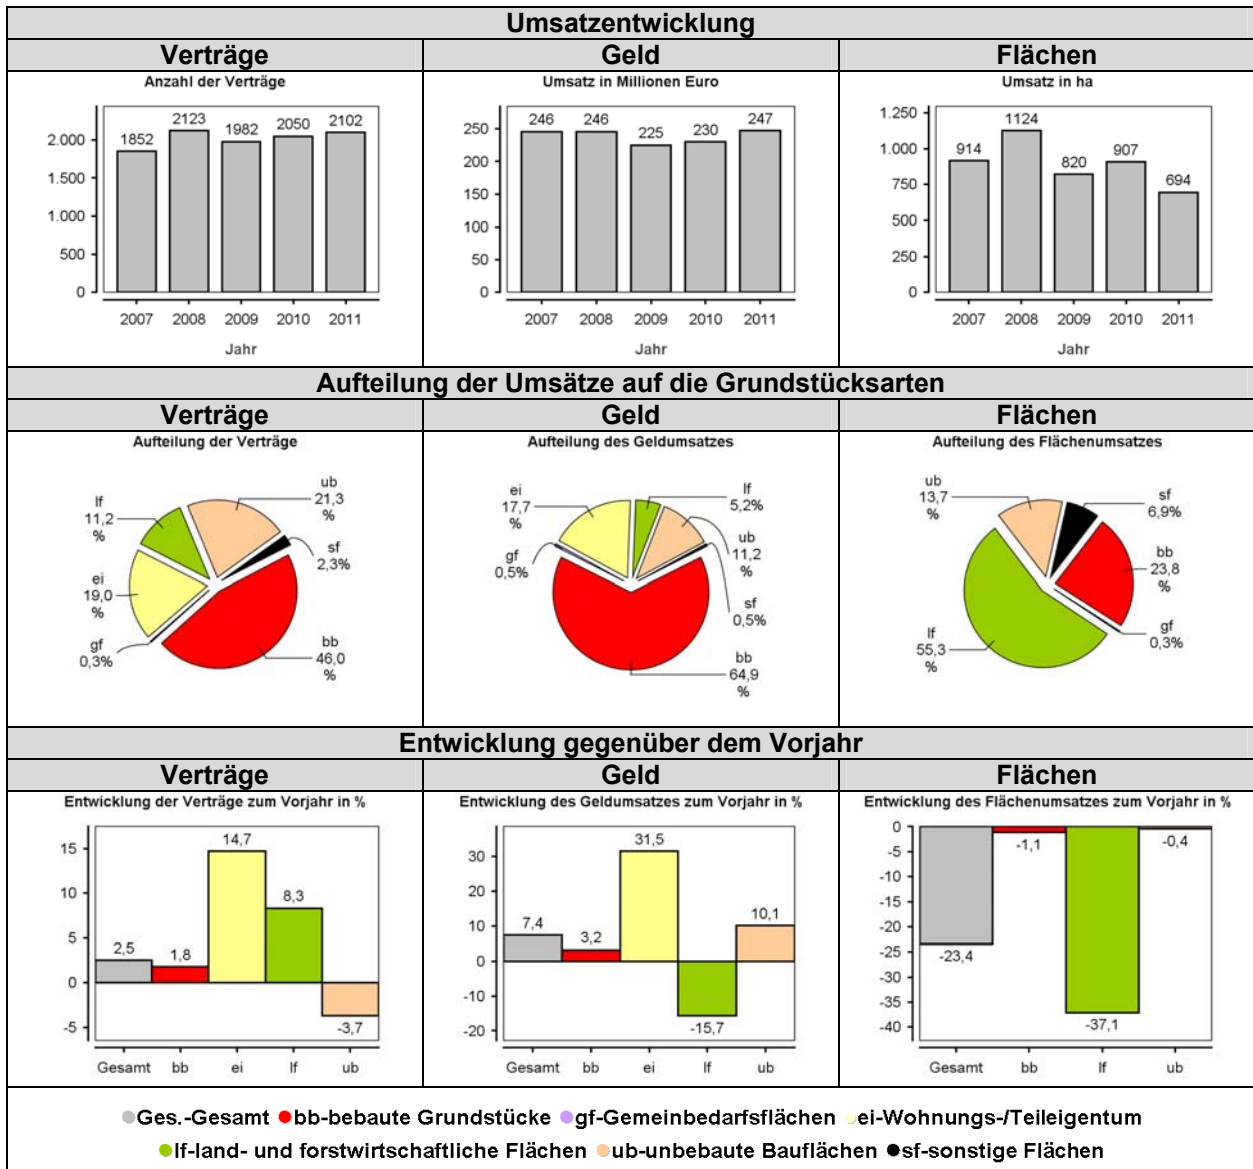 Umsatzentwicklung
Verträge
Geld
Flächen
Anzahl der Verträge
2.000
1.500
1.000
500
0
1852
2123
1982
2050
2102
2007 2008 2009 2010 2011
Jahr
Umsatz in Millionen Euro
250
200
150
100
50
0
246
246
225
230
247
2007 2008 2009 2010 2011
Jahr
Umsatz in ha
1.250
1.000
750
500
250
0
914
1124
820
907
694
2007 2008 2009 2010 2011
Jahr
Aufteilung der Umsätze auf die Grundstücksarten
Verträge
Geld
Flächen
Aufteilung der Verträge
ub
21,3
%
lf
11,2
%
sf
2,3%
ei
19,0
%
gf
0,3%
bb
46,0
%
Aufteilung des Geldumsatzes
ei
17,7
%
lf
5,2%
ub
11,2
%
gf
0,5%
sf
0,5%
bb
64,9
%
Aufteilung des Flächenumsatzes
ub
13,7
%
sf
6,9%
bb
23,8
%
gf
0,3%
lf
55,3
%
Entwicklung gegenüber dem Vorjahr
Verträge
Geld
Flächen
Entwicklung der Verträge zum Vorjahr in %
15
10
5
0
-5
2,5
1,8
14,7
8,3
-3,7
Gesamt bb ei lf ub
Entwicklung des Geldumsatzes zum Vorjahr in %
30
20
10
0
-10
-20
7,4
3,2
31,5
-15,7
10,1
Gesamt bb ei lf ub
Entwicklung des Flächenumsatzes zum Vorjahr in %
0
-5
-10
-15
-20
-25
-30
-35
-40
-23,4
-1,1
-37,1
-0,4
Gesamt bb lf ub
Ges.-Gesamt bb-bebaute Grundstücke gf-Gemeinbedarfsflächen ei-Wohnungs-/Teileigentum
lf-land- und forstwirtschaftliche Flächen ub-unbebaute Bauflächen sf-sonstige Flächen